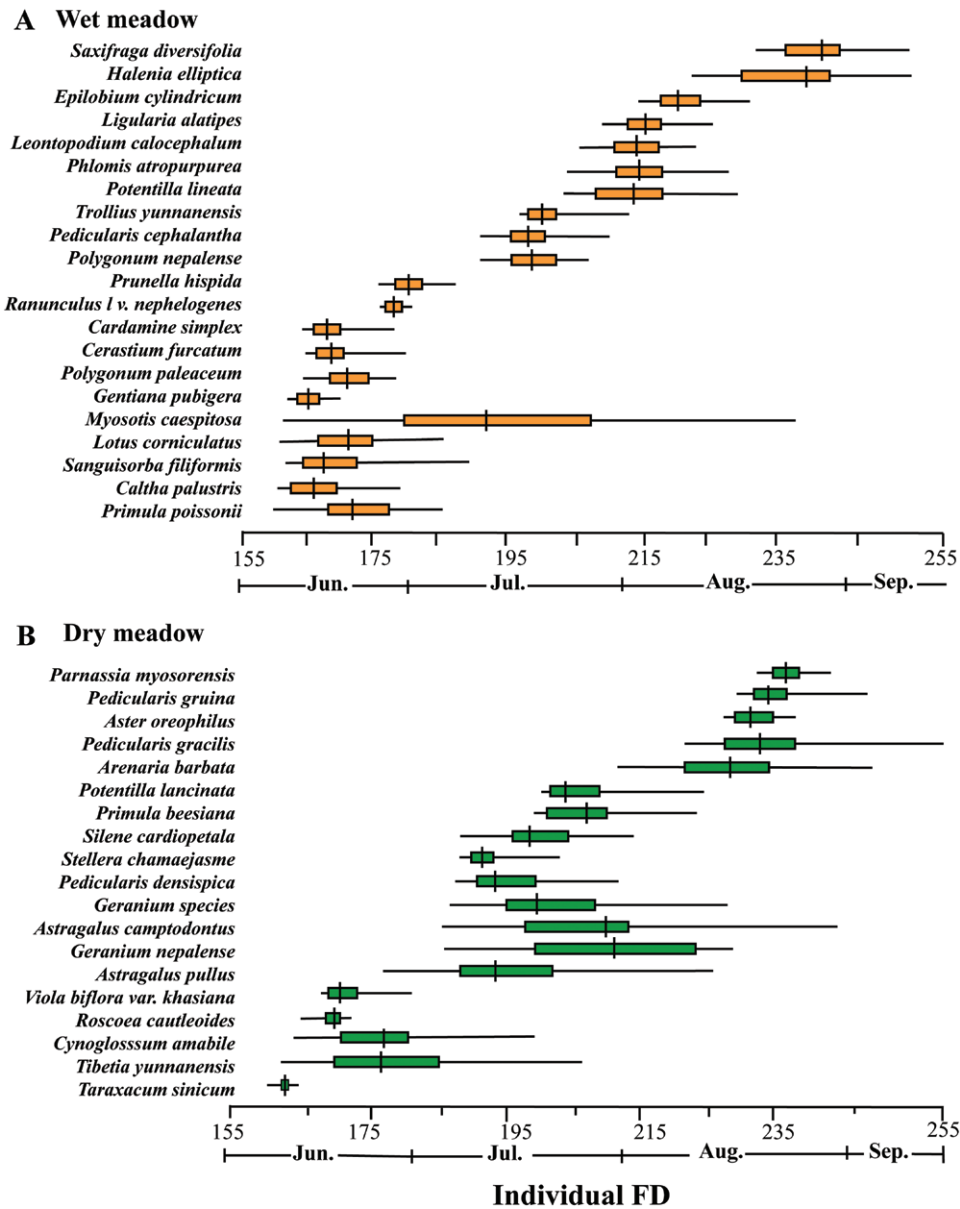 A Wet meadow
Saxifraga diversifolia
Halenia elliptica
Epilobium cylindricum
Ligularia alatipes
Leontopodium calocephalum
Phlomis atropurpurea
Potentilla lineata
Trollius yunnanensis
Pedicularis cephalantha
Polygonum nepalense
Prunella hispida
Ranunculus l v. nephelogenes
Cardamine simplex
Cerastium furcatum
Polygonum paleaceum
Gentiana pubigera
Myosotis caespitosa
Lotus corniculatus
Sanguisorba filiformis
Caltha palustris
Primula poissonii
155 175 195 215 235 255
Jun. Jul. Aug. Sep.
B Dry meadow
Parnassia myosorensis
Pedicularis gruina
Aster oreophilus
Pedicularis gracilis
Arenaria barbata
Potentilla lancinata
Primula beesiana
Silene cardiopetala
Stellera chamaejasme
Pedicularis densispica
Geranium species
Astragalus camptodontus
Geranium nepalense
Astragalus pullus
Viola biflora var. khasiana
Roscoea cautleoides
Cynoglosssum amabile
Tibetia yunnanensis
Taraxacum sinicum
155 175 195 215 235 255
Jun. Jul. Aug. Sep.
Individual FD